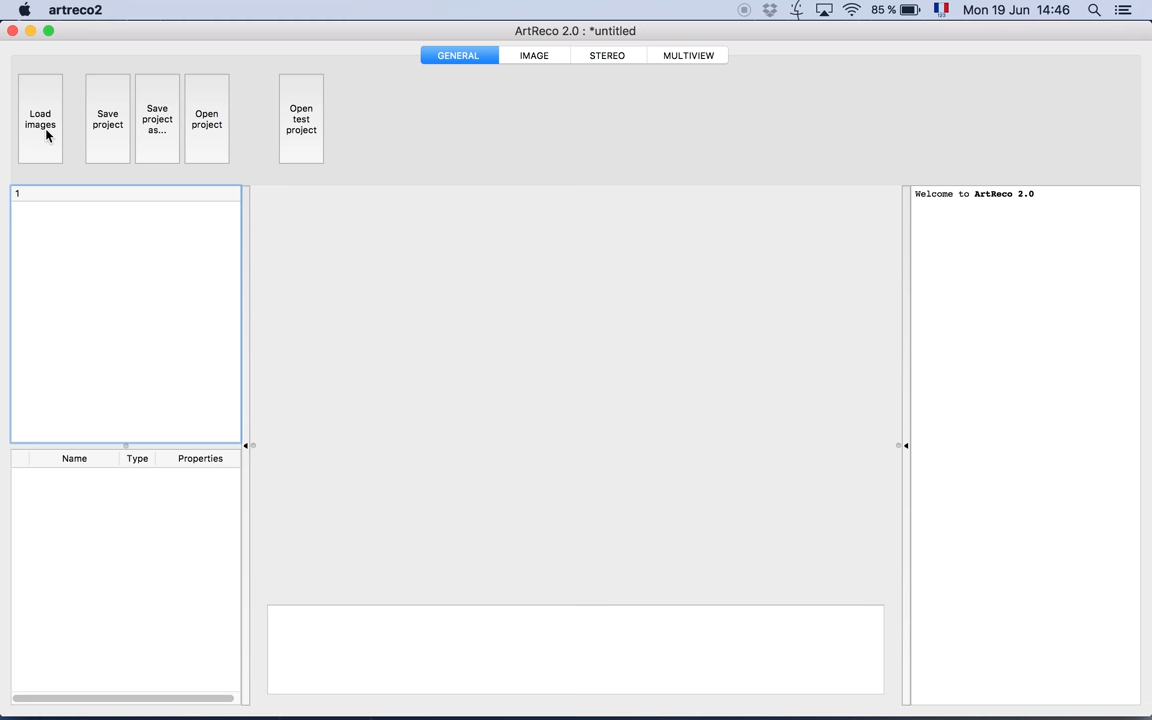 artreco2
85 %
Mon 19 Jun 14:46
ArtReco 2.0 : *untitled
GENERAL IMAGE STEREO MULTIVIEW
Load
images
Save
project
Save
project
as...
Open
project
Open
test
project
1
Name Type Properties
Welcome to ArtReco 2.0